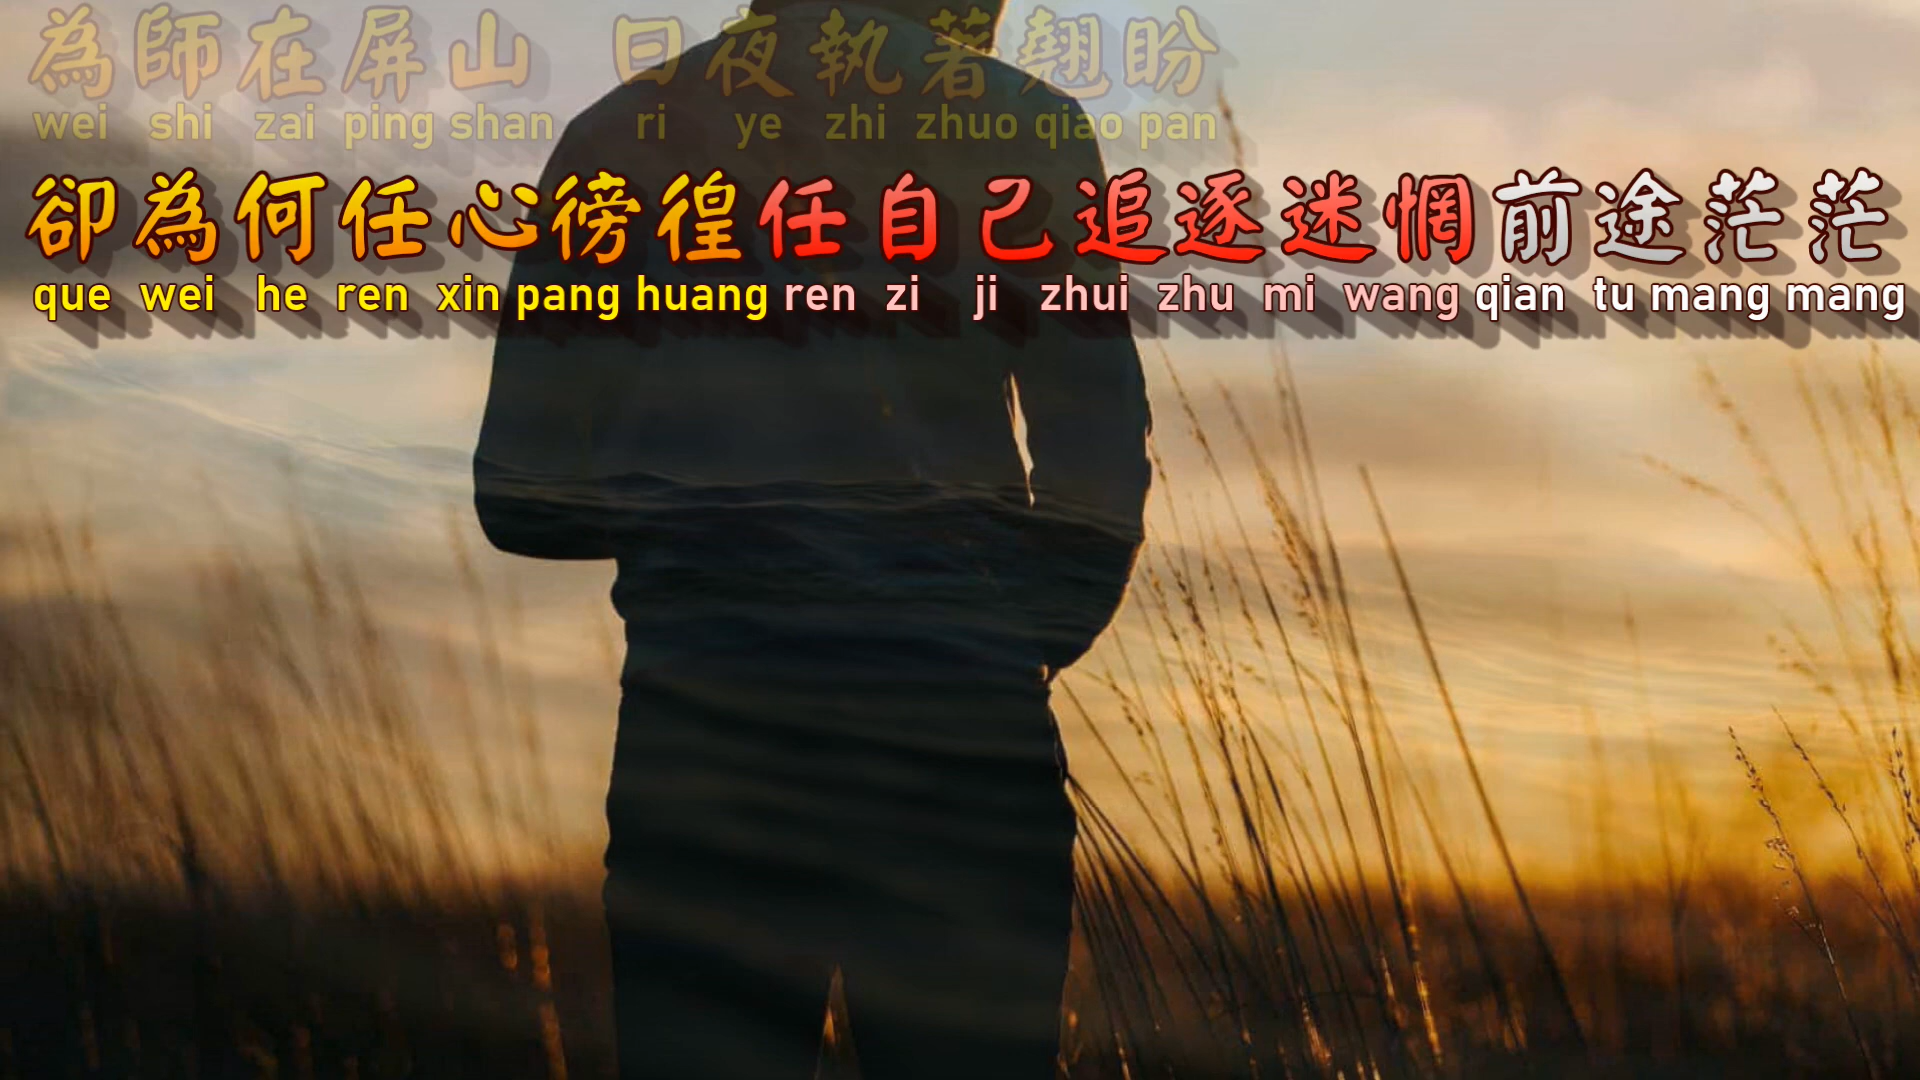 為師在屏山 日夜執著翹盼
wei shi zai ping shan ri ye zhi zhuo qiao pan
卻為何任心徬徨任自己追逐迷惘前途茫茫
que wei he ren xin pang huang ren zi ji zhui zhu mi wang qian tu mang mang